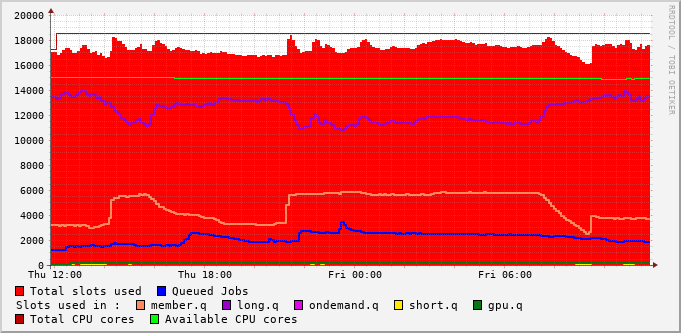 RRDTOOL / TOBI OETIKER
20000
18000
16000
14000
12000
10000
8000
6000
4000
2000
0
Thu 12:00 Thu 18:00 Fri 00:00 Fri 06:00
Total slots used Queued Jobs
Slots used in : member.q long.q ondemand.q short.q gpu.q
Total CPU cores Available CPU cores